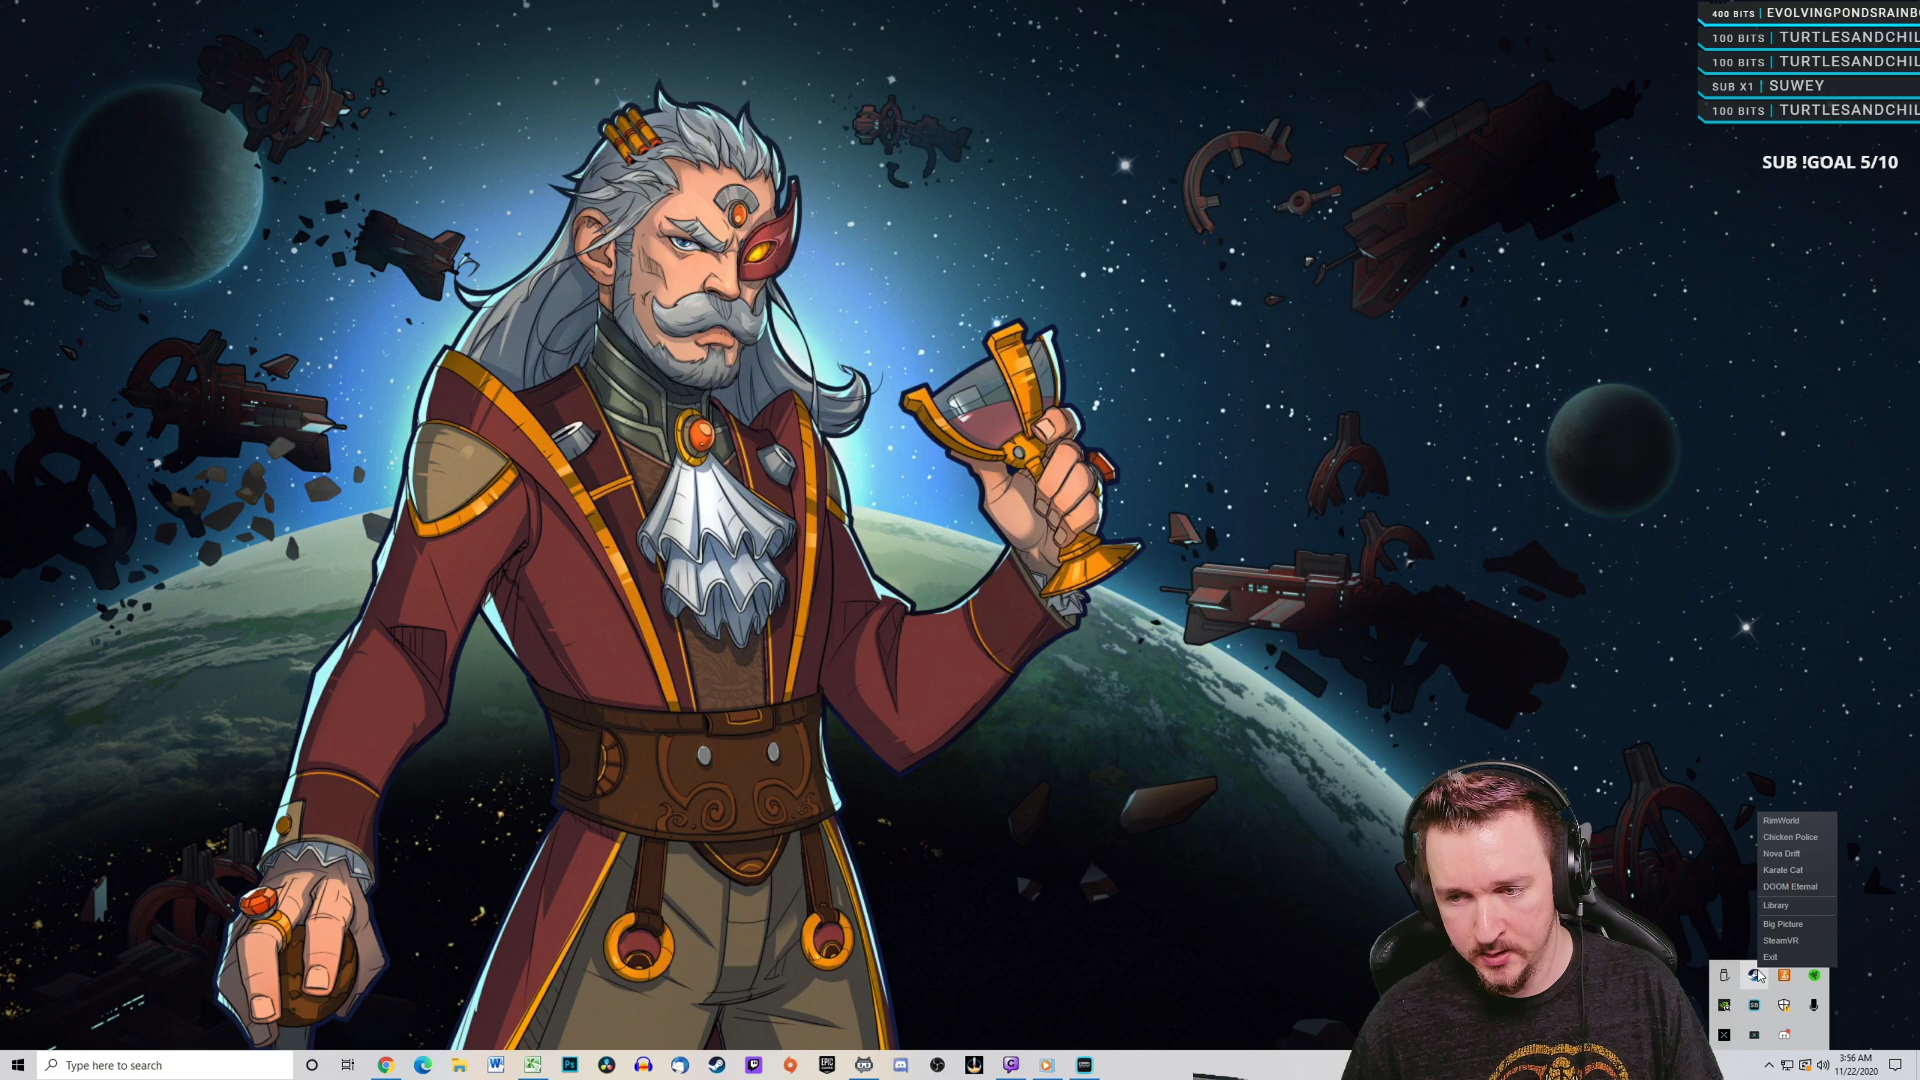 400 BITS | EVOLVINGPONDSRAINB
100 BITS | TURTLESANDCHIL
100 BITS | TURTLESANDCHIL
SUB X1 | SUWEY
100 BITS | TURTLESANDCHIL
SUB !GOAL 5/10
RimWorld
Chicken Police
Nova Drift
Karate Cat
DOOM Eternal
Library
Big Picture
SteamVR
Exit
Type here to search
3:56 AM
11/22/2020